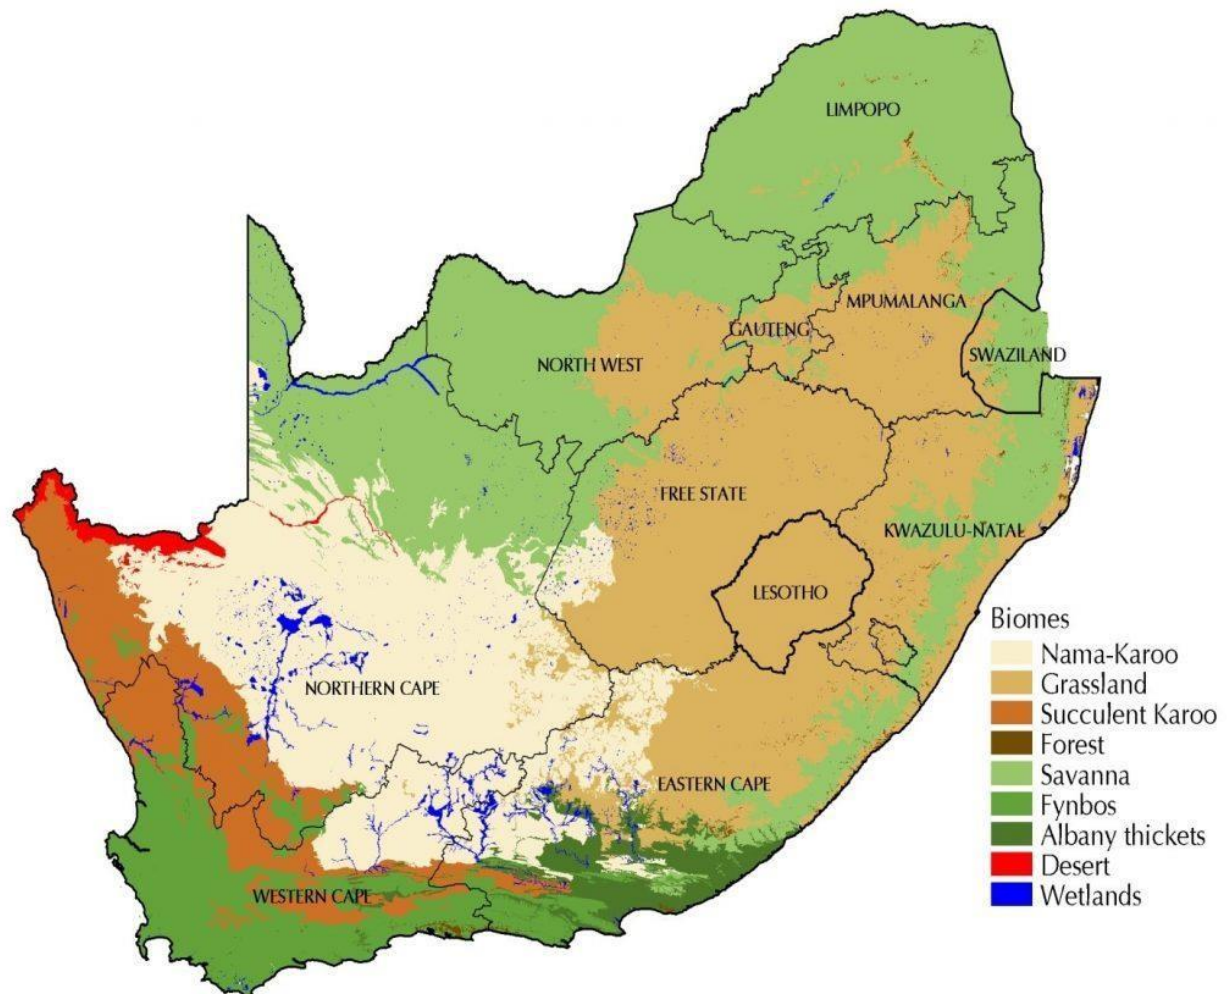 LIMPOPO
MPUMALANGA
GAUTENG
SWAZILAND
NORTH WEST
FREE STATE
KWAZULU-NATAL
LESOTHO
NORTHERN CAPE
EASTERN CAPE
WESTERN CAPE
Biomes
Nama-Karoo
Grassland
Succulent Karoo
Forest
Savanna
Fynbos
Albany thickets
Desert
Wetlands